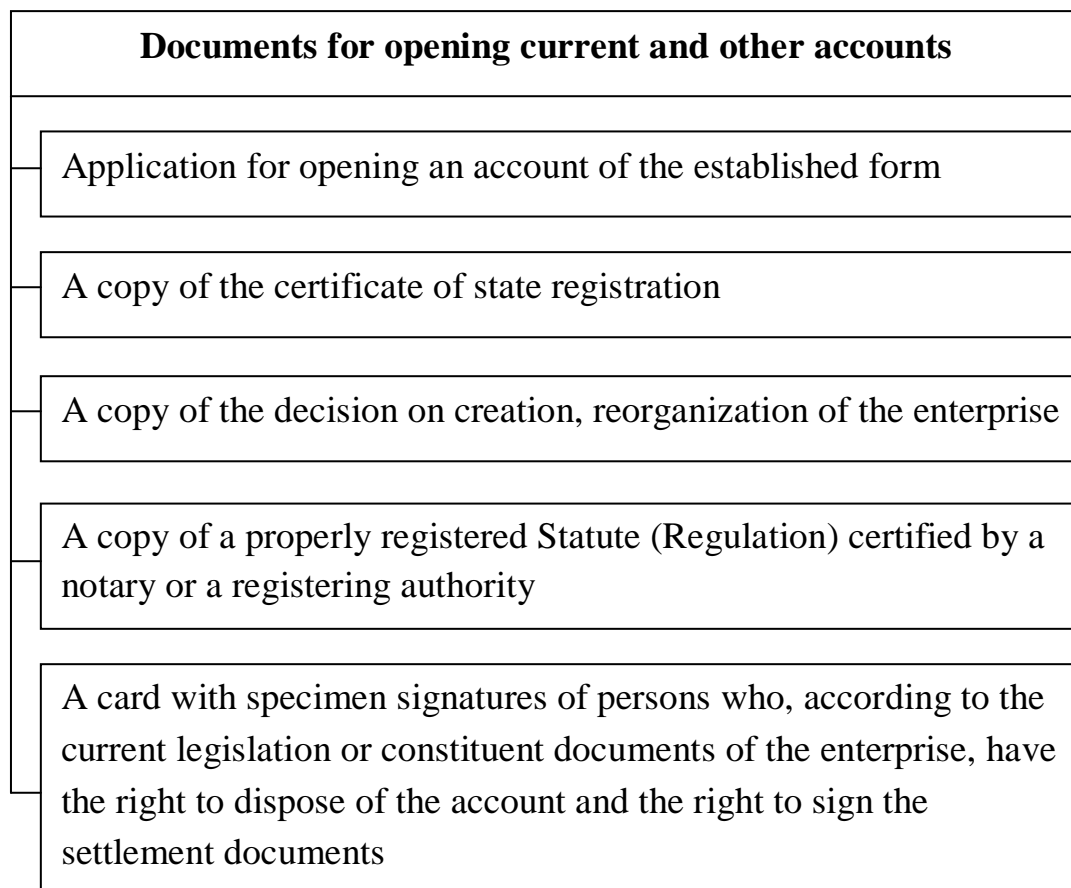 Documents for opening current and other accounts
Application for opening an account of the established form
A copy of the certificate of state registration
A copy of the decision on creation, reorganization of the enterprise
A copy of a properly registered Statute (Regulation) certified by a
notary or a registering authority
A card with specimen signatures of persons who, according to the
current legislation or constituent documents of the enterprise, have
the right to dispose of the account and the right to sign the
settlement documents